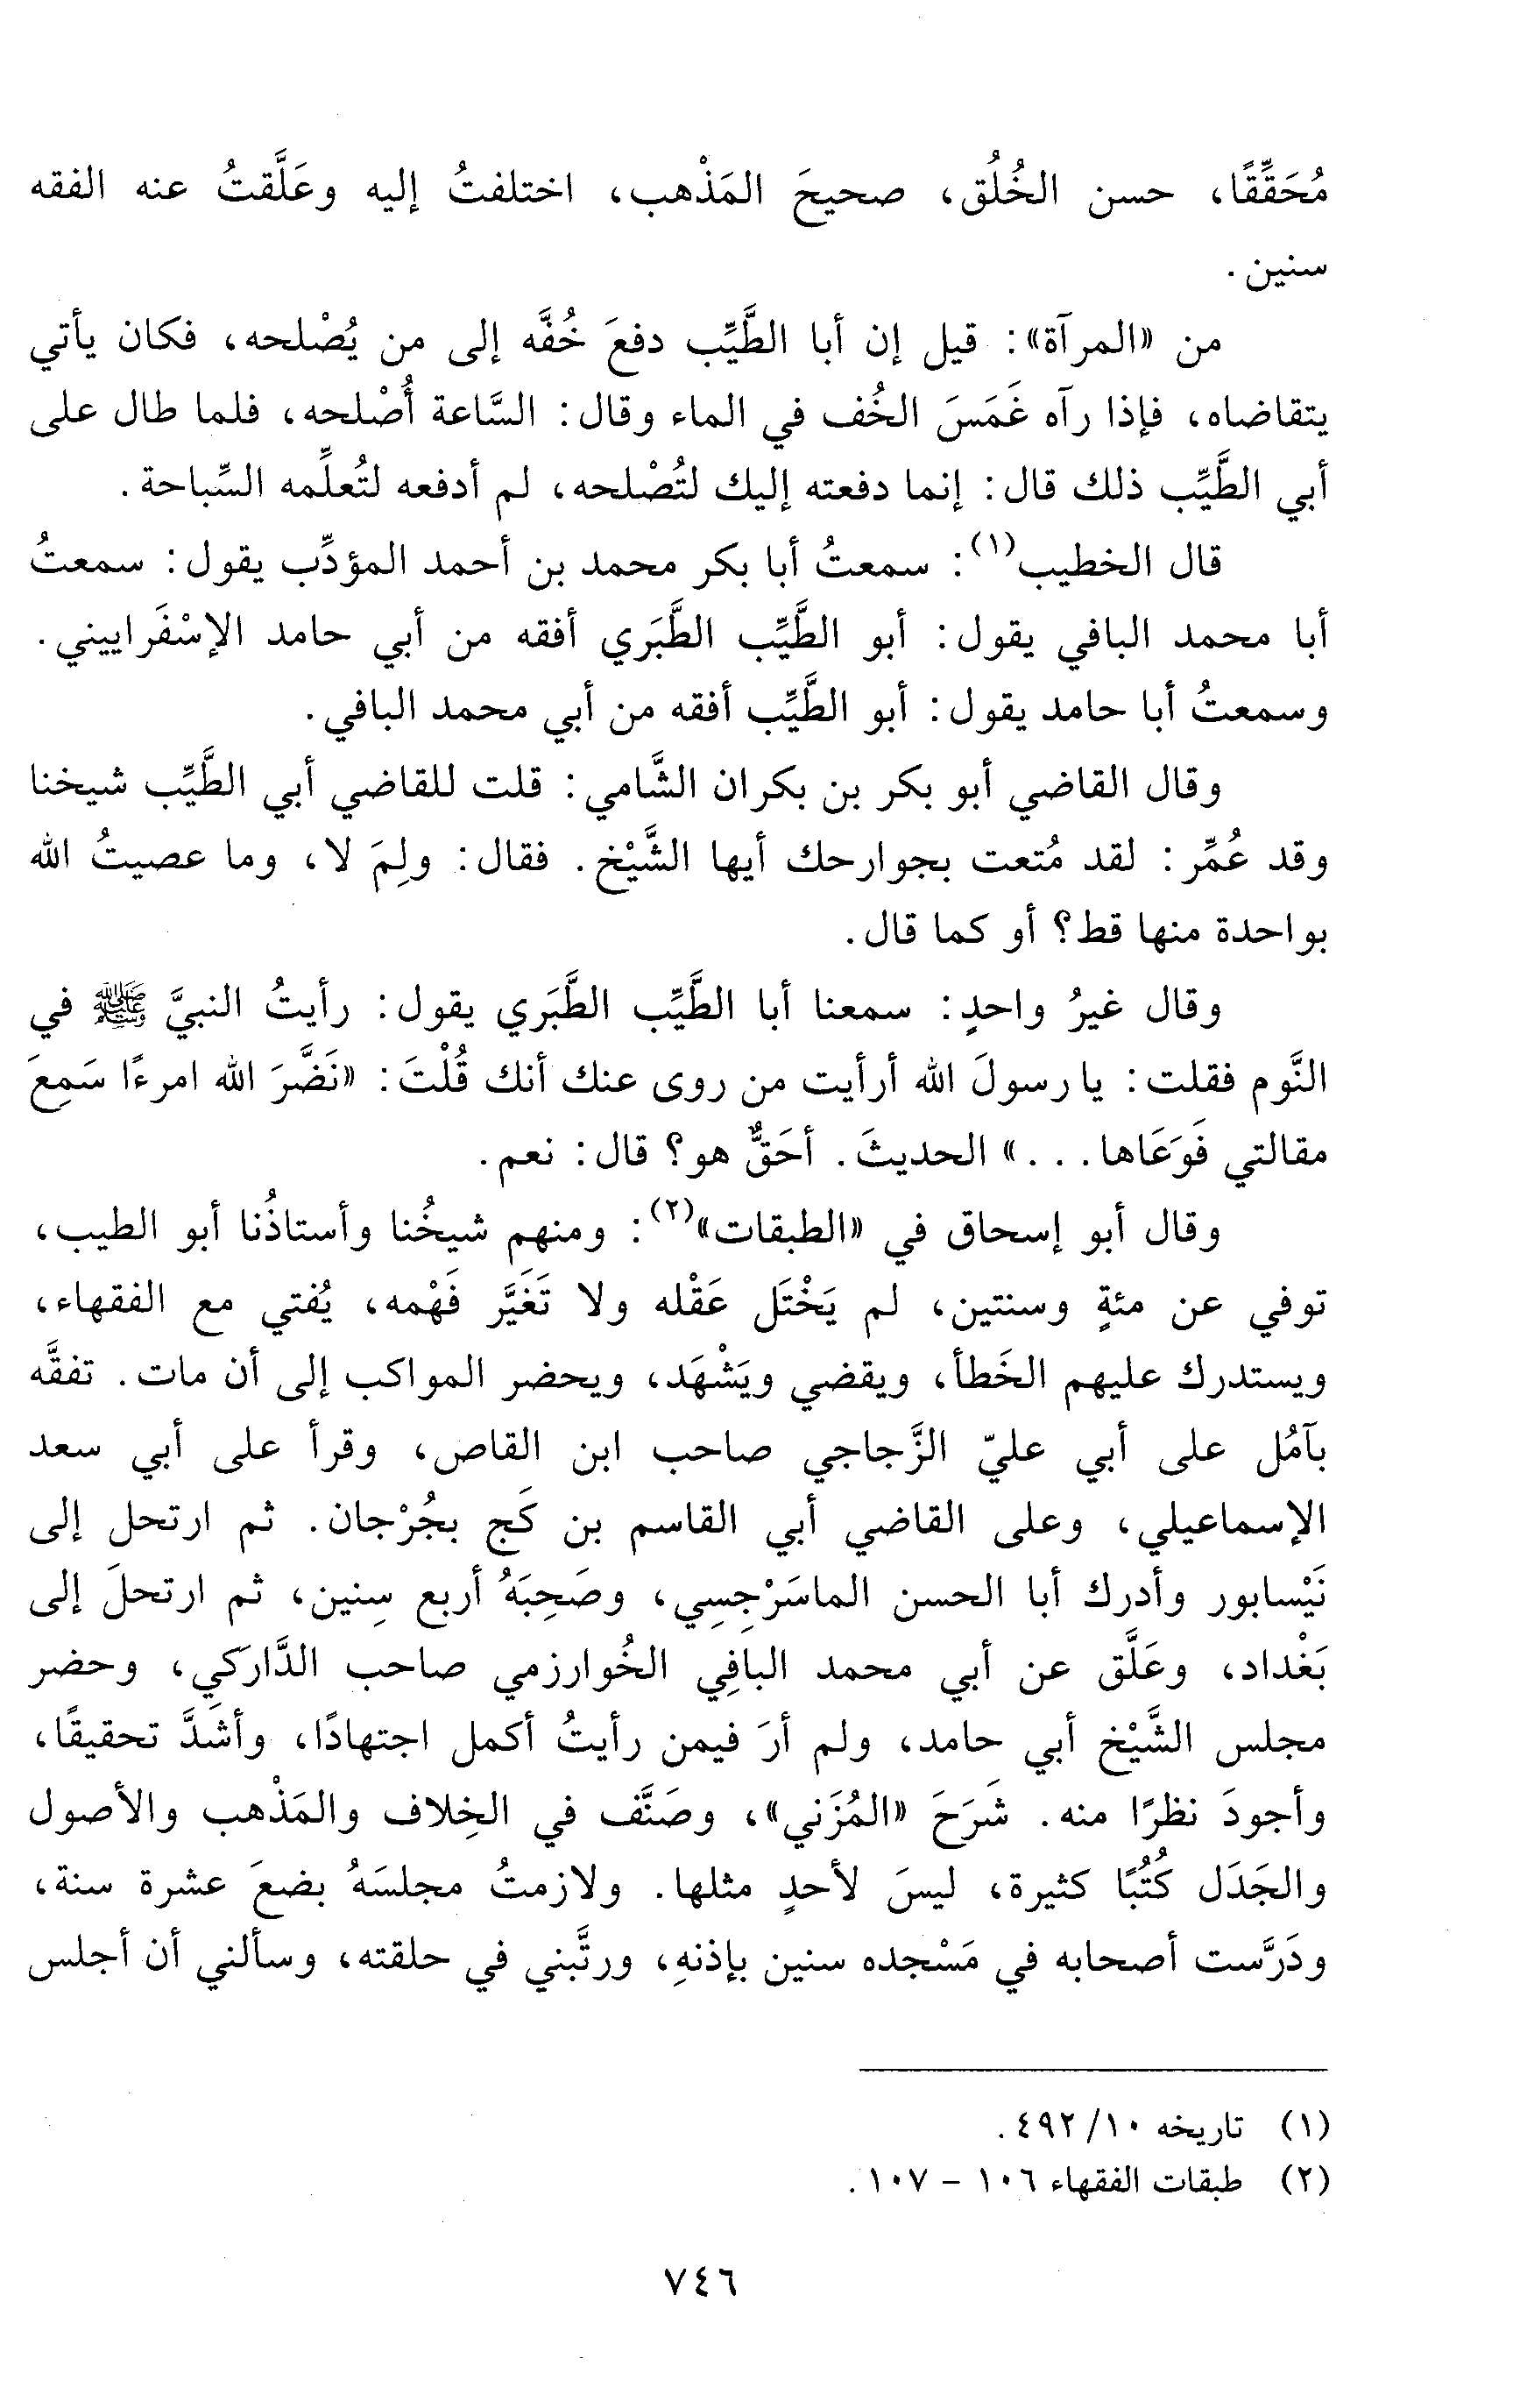 مُحَقِّقًا، حسن الخُلُق، صحيحَ المَذْهب، اختلفتُ إليه وعَلَّقتُ عنه الفقه
سنين.
من «المرآة»: قيل إن أبا الطَّيِّب دفعَ خُفَّه إلى من يُصْلحه، فكان يأتي
يتقاضاه، فإذا رآه غَمَسَ الخُف في الماء وقال: السَّاعة أُصْلحه، فلما طال على
أبي الطَّيِّب ذلك قال: إنما دفعته إليك لتُصْلحه، لم أدفعه لتُعلِّمه السِّباحة.
قال الخطيب(١): سمعتُ أبا بكر محمد بن أحمد المؤدِّب يقول: سمعتُ
أبا محمد البافي يقول: أبو الطَّيِّب الطَّبَري أفقه من أبي حامد الإسْفَراييني.
وسمعتُ أبا حامد يقول: أبو الطَّيِّب أفقه من أبي محمد البافي.
وقال القاضي أبو بكر بن بكران الشَّامي: قلت للقاضي أبي الطَّيِّب شيخنا
وقد عُمِّر: لقد مُتعت بجوارحك أيها الشَّيْخ. فقال: ولِمَ لا، وما عصيتُ الله
بواحدة منها قط؟ أو كما قال.
وقال غيرُ واحدٍ: سمعنا أبا الطَّيِّب الطَّبَري يقول: رأيتُ النبيَّ ﷺ في
النَّوم فقلت: يا رسولَ الله أرأيت من روى عنك أنك قُلْتَ: «نَضَّرَ الله امرءًا سَمِعَ
مقالتي فَوَعَاها...» الحديثَ. أحَقٌّ هو؟ قال: نعم.
وقال أبو إسحاق في «الطبقات»(٢): ومنهم شيخُنا وأستاذُنا أبو الطيب،
توفي عن مئةٍ وسنتين، لم يَخْتَل عَقْله ولا تَغَيَّر فَهْمه، يُفتي مع الفقهاء،
ويستدرك عليهم الخَطأ، ويقضي ويَشْهَد، ويحضر المواكب إلى أن مات. تفقَّه
بآمُل على أبي عليّ الزَّجاجي صاحب ابن القاص، وقرأ على أبي سعد
الإسماعيلي، وعلى القاضي أبي القاسم بن كَج بجُرْجان. ثم ارتحل إلى
نَيْسابور وأدرك أبا الحسن الماسَرْجِسِي، وصَحِبَهُ أربع سِنين، ثم ارتحلَ إلى
بَغْداد، وعَلَّق عن أبي محمد البافِي الخُوارزمي صاحب الدَّاركَي، وحضر
مجلس الشَّيْخ أبي حامد، ولم أرَ فيمن رأيتُ أكمل اجتهادًا، وأشَدَّ تحقيقًا،
وأجودَ نظرًا منه. شَرَحَ «المُزَني»، وصَنَّف في الخِلاف والمَذْهب والأصول
والجَدَل كُتُبًا كثيرة، ليسَ لأحدٍ مثلها. ولازمتُ مجلسَهُ بضعَ عشرة سنة،
ودَرَّست أصحابه في مَسْجده سنين بإذنهِ، ورتَّبني في حلقته، وسألني أن أجلس
(١) تاريخه ١٠/ ٤٩٢.
(٢) طبقات الفقهاء ١٠٦ - ١٠٧.
٧٤٦